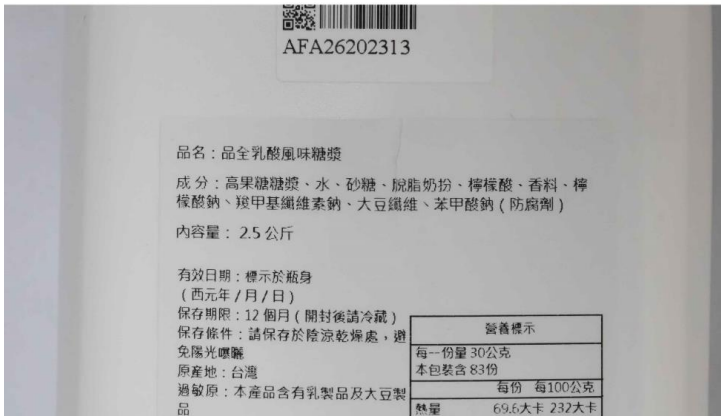 AFA26202313
品名：品全乳酸風味糖漿
成分：高果糖糖漿、水、砂糖、脫脂奶扮、檸檬酸、香料、檸
檬酸鈉、羧甲基纖維素鈉、大豆纖維、苯甲酸鈉(防腐劑)
內容量： 2.5公斤
有效日期：標示於瓶身
(西元年/月/日)
保存期限：12個月(開封後請冷藏)
保存條件：請保存於陰涼乾燥處，避
免陽光曝曬
原產地：台灣
過敏原：本產品含有乳製品及大豆製
品
營養標示
每--份量30公克
本包裝含83份
每份 每100公克
熱量 69.6大卡 232大卡